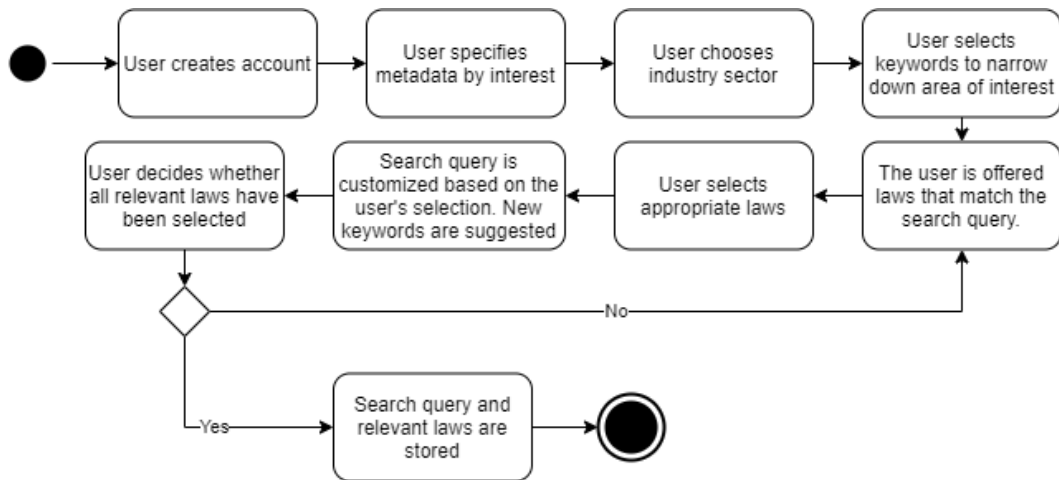 User creates account
User specifies
metadata by interest
User chooses
industry sector
User selects
keywords to narrow
down area of interest
User decides whether
all relevant laws have
been selected
Search query is
customized based on the
user's selection. New
keywords are suggested
User selects
appropriate laws
The user is offered
laws that match the
search query.
No
Yes
Search query and
relevant laws are
stored